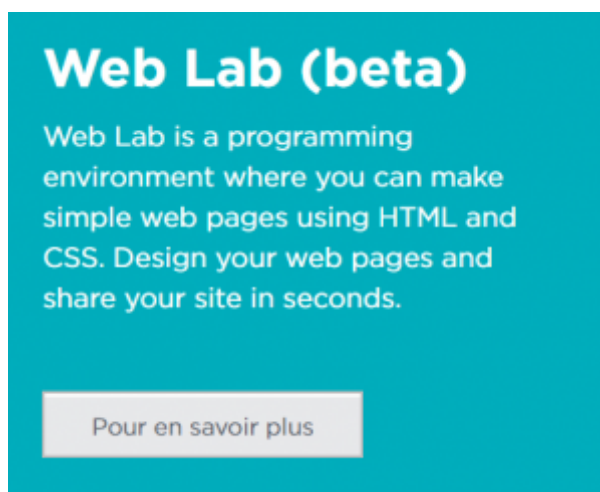 Web Lab (beta)
Web Lab is a programming
environment where you can make
simple web pages using HTML and
CSS. Design your web pages and
share your site in seconds.
Pour en savoir plus